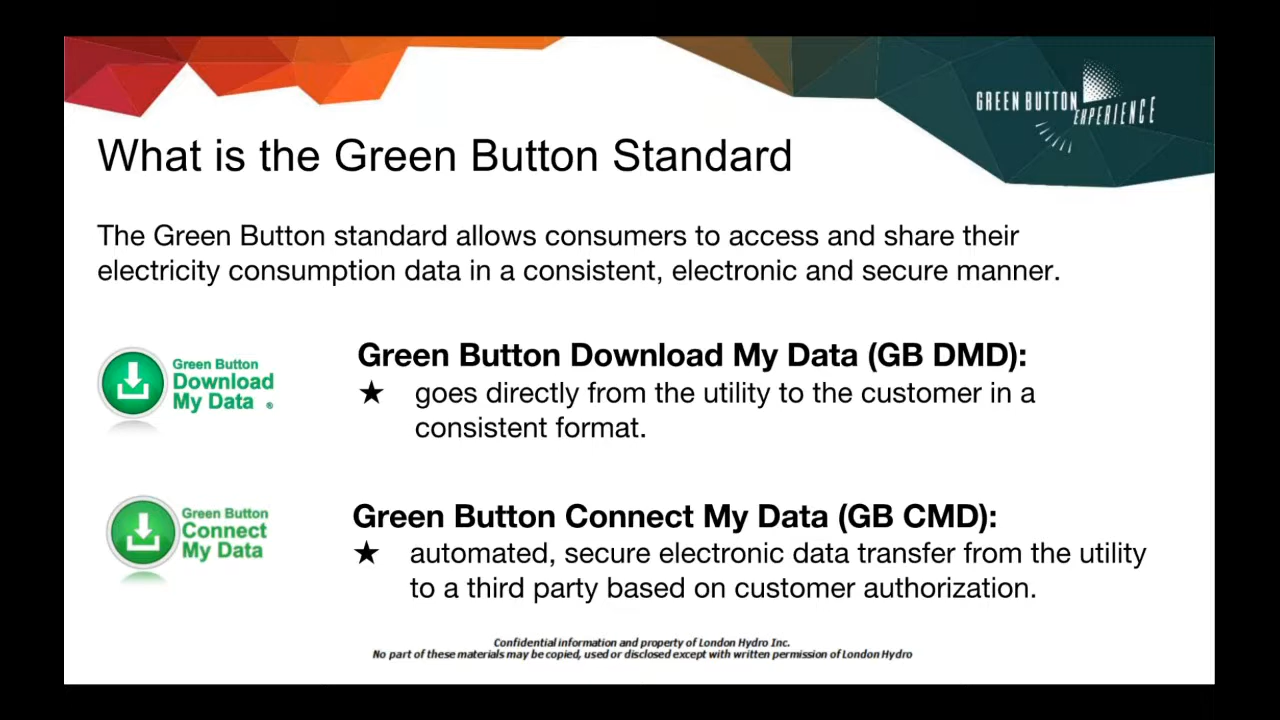 GREEN BUTTON
EXPERIENCE
What is the Green Button Standard
The Green Button standard allows consumers to access and share their
electricity consumption data in a consistent, electronic and secure manner.
Green Button
Download
My Data ®
Green Button Download My Data (GB DMD):
★ goes directly from the utility to the customer in a
consistent format.
Green Button
Connect
My Data
Green Button Connect My Data (GB CMD):
★ automated, secure electronic data transfer from the utility
to a third party based on customer authorization.
Confidential information and property of London Hydro Inc.
No part of these materials may be copied, used or disclosed except with written permission of London Hydro